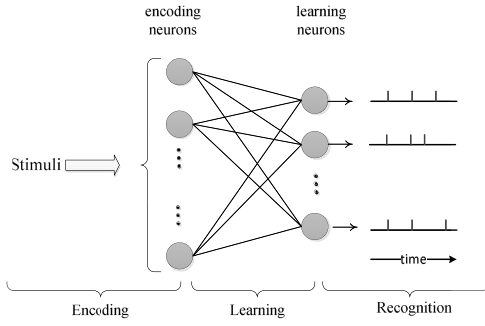 encoding
neurons
learning
neurons
Stimuli
time
Encoding
Learning
Recognition